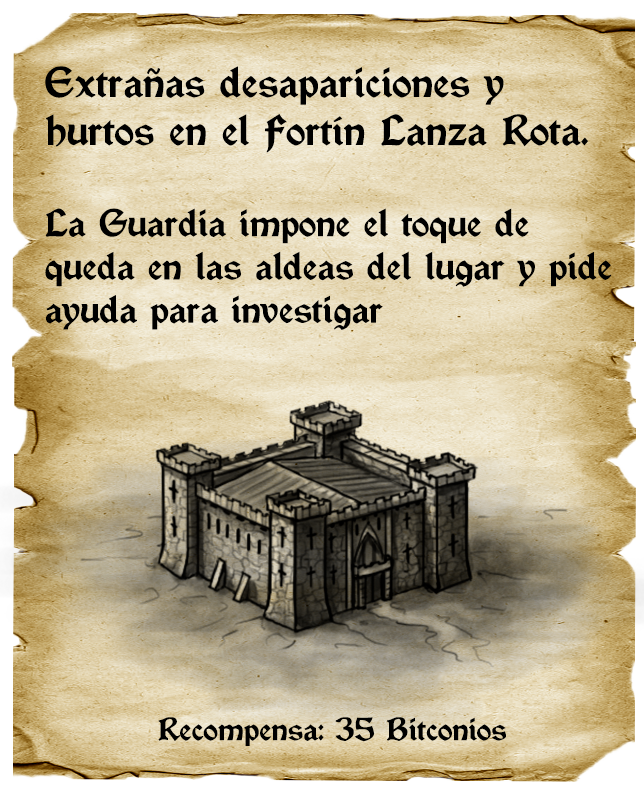 Extrañas desapariciones y
hurtos en el Fortín Lanza Rota.
La Guardia impone el toque de
queda en las aldeas del lugar y pide
ayuda para investigar
Recompensa: 35 Bitconios